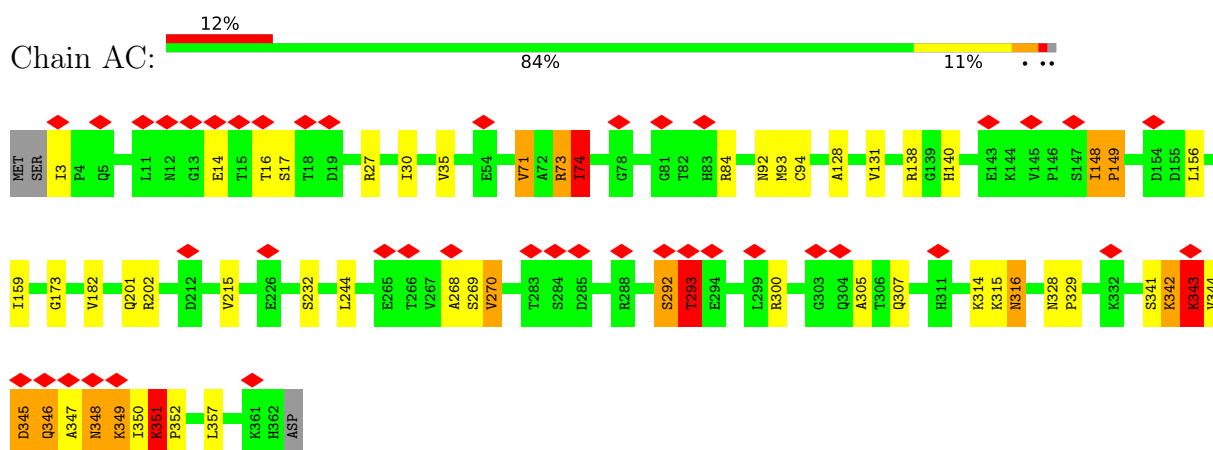 12%
Chain AC:
84% 11% • ••
MET SER I3 P4 Q5 L11 N12 G13 E14 T15 T16 S17 T18 D19 R27 I30 V35 E54 V71 A72 R73 I74 G78 G81 T82 H83 R84 N92 M93 C94 A128 V131 R138 G139 H140 E143 K144 V145 P146 S147 I148 P149 D154 D155 L156
I159 G173 V182 Q201 R202 D212 V215 E226 S232 L244 E265 T266 V267 A268 S269 V270 T283 S284 D285 R288 S292 T293 E294 L299 R300 G303 Q304 A305 T306 Q307 H311 K314 K315 N316 N328 P329 K332 S341 K342 K343 V344
D345 Q346 A347 N348 K349 I350 K351 P352 L357 K361 H362 ASP